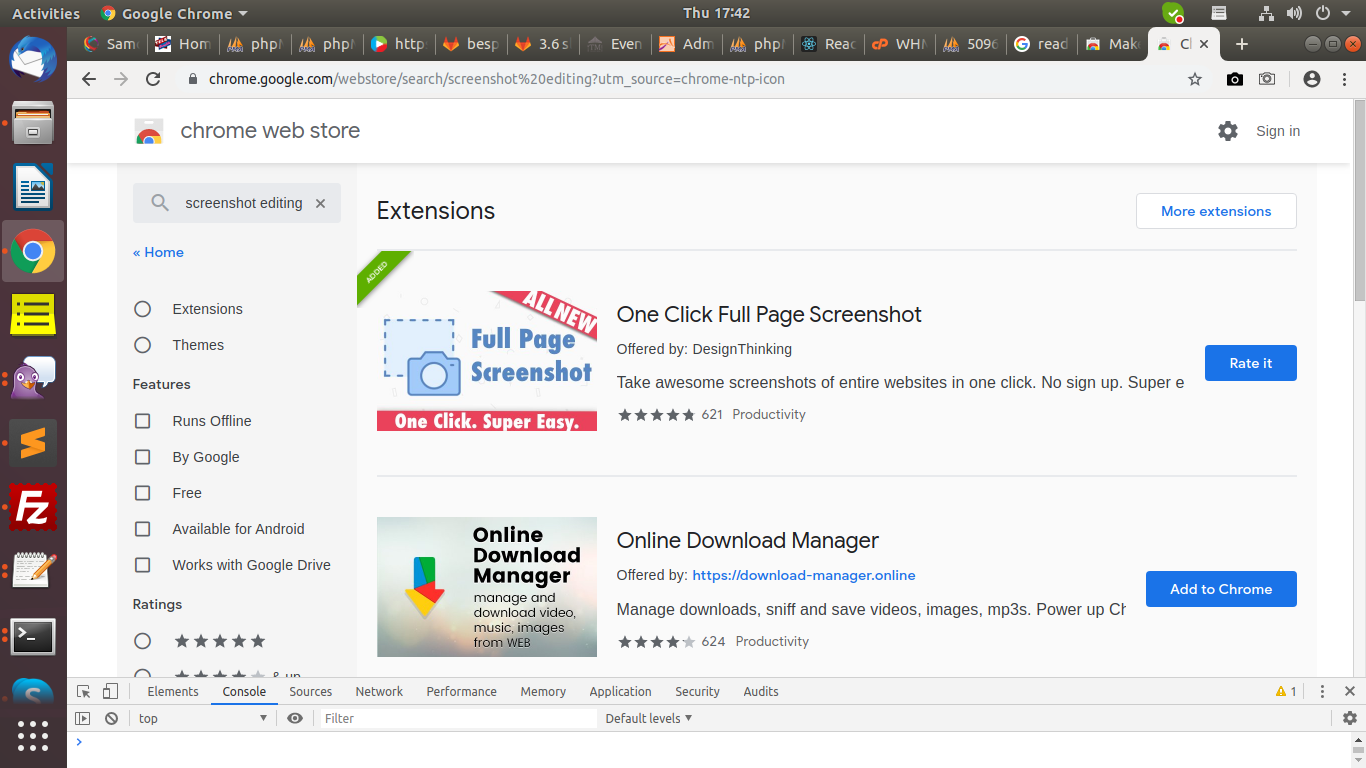 Activities
Google Chrome
Thu 17:42
Sam
Hom
phpM
http
besp
3.6 s
Even
Adm
phpM
Reac
WHM
5096
read
Make
chrome.google.com/webstore/search/screenshot%20editing?utm_source=chrome-ntp-icon
chrome web store
Sign in
screenshot editing
« Home
Extensions
Themes
Features
Runs Offline
By Google
Free
Available for Android
Works with Google Drive
Ratings
& up
Extensions
More extensions
ADDED
ALL NEW
Full Page
Screenshot
One Click. Super Easy.
One Click Full Page Screenshot
Offered by: DesignThinking
Take awesome screenshots of entire websites in one click. No sign up. Super e
621 Productivity
Rate it
Online
Download
Manager
manage and
download video,
music, images
from WEB
Online Download Manager
Offered by: https://download-manager.online
Manage downloads, sniff and save videos, images, mp3s. Power up Ch
624 Productivity
Add to Chrome
Elements Console Sources Network Performance Memory Application Security Audits
1
top
Filter
Default levels